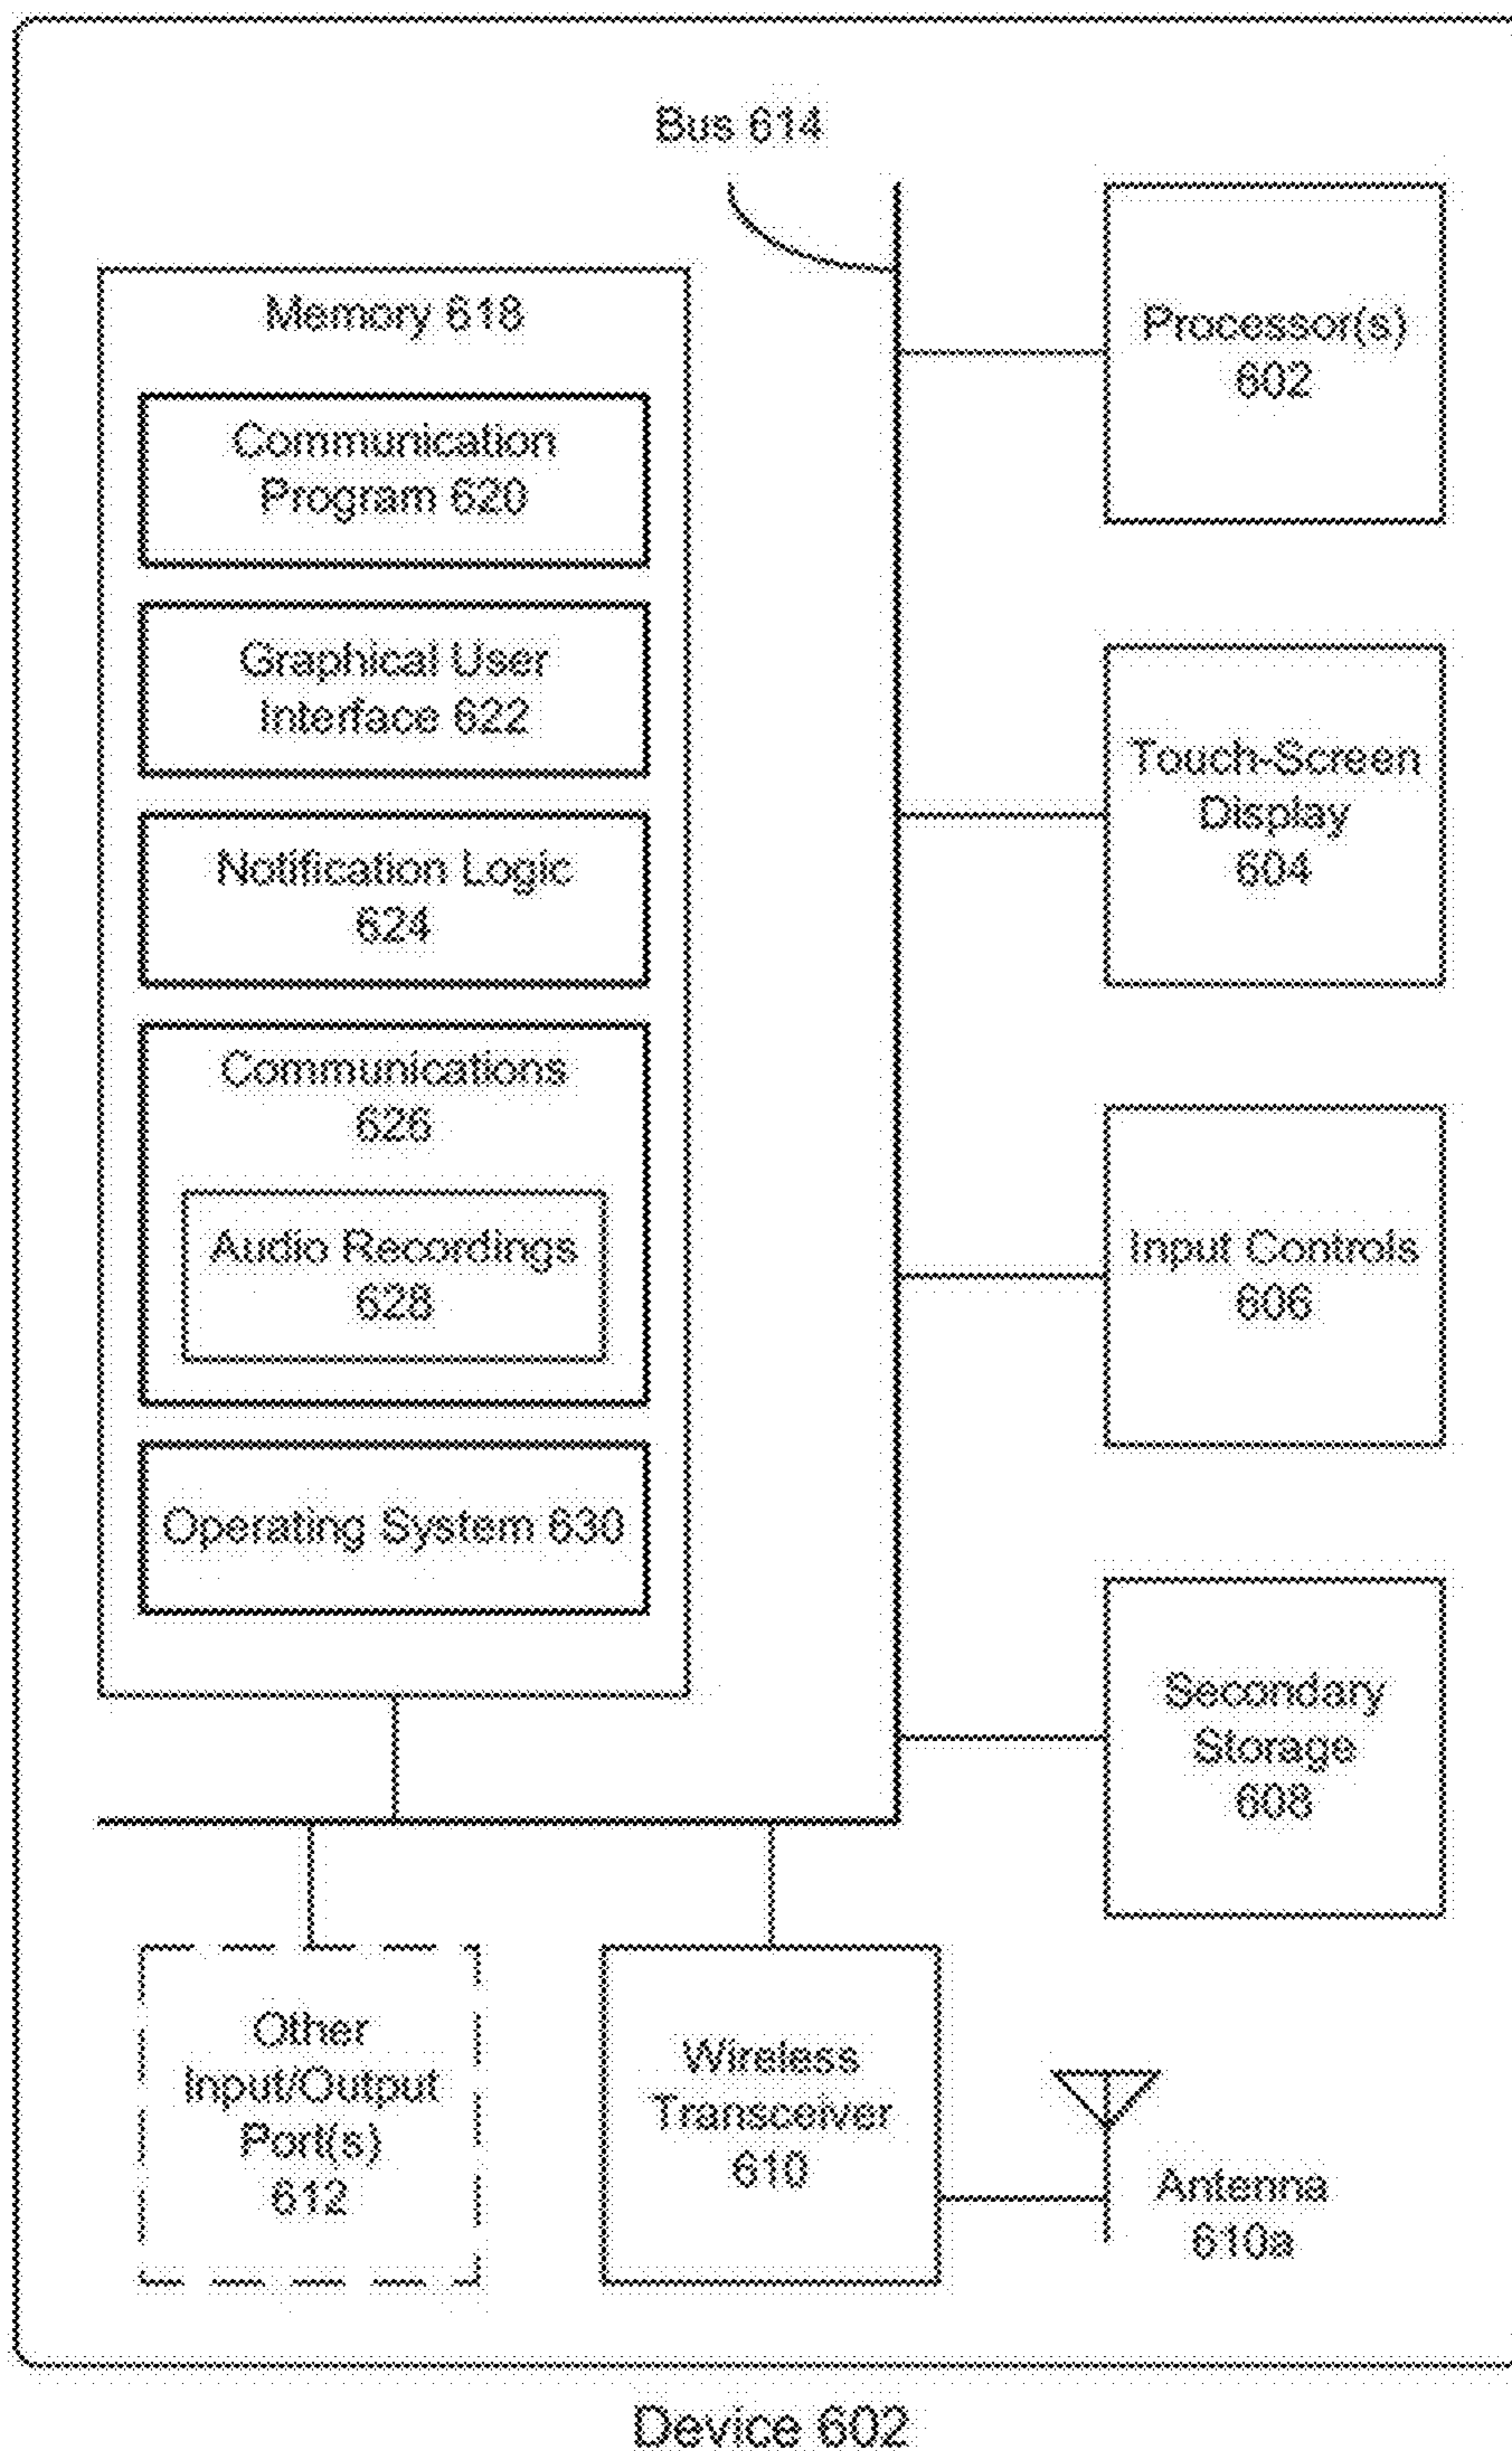 Bus 614
Memory 618
Communication
Program 620
Graphical User
Interface 622
Notification Logic
624
Communications
626
Audio Recordings
628
Operating System 630
Processor(s)
602
Touch-Screen
Display
604
Input Controls
606
Secondary
Storage
608
Other
Input/Output
Port(s)
612
Wireless
Transceiver
610
Antenna
610a
Device 602